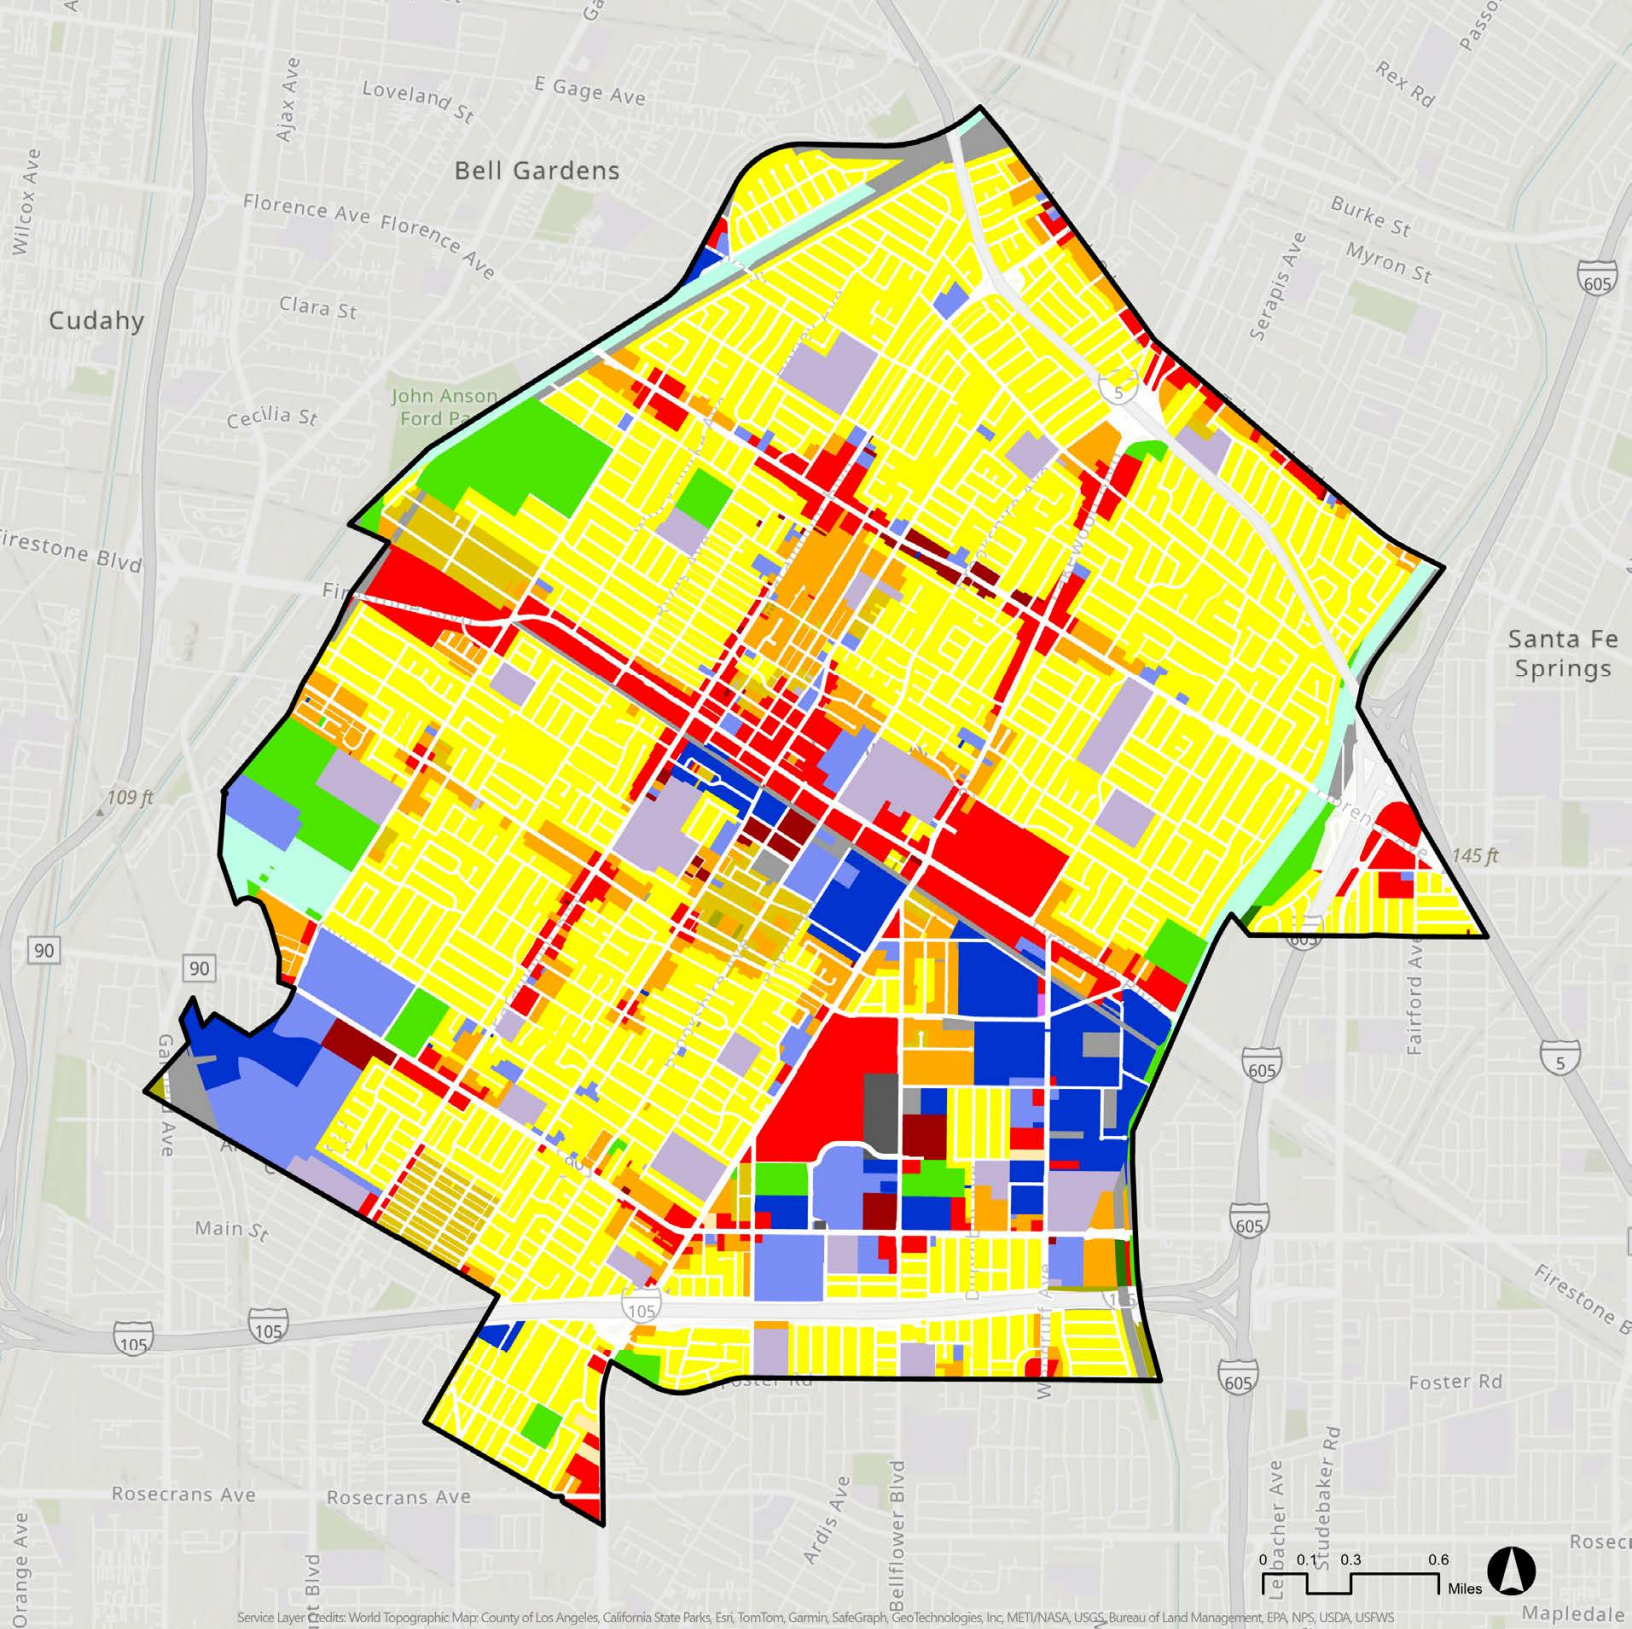 E Gage Ave
Loveland St
Ajax Ave
Rex Rd
Bell Gardens
Wilcox Ave
Florence Ave
Florence Ave
Burke St
Myron St
Serapis Ave
605
Clara St
Cudahy
5
John Anson
Ford
Cecilia St
Firestone Blvd
Santa Fe
Springs
109 ft
145 ft
90
90
605
Fairford Ave
605
5
Main St
605
105
105
105
Firestone B
605
Foster Rd
Foster Rd
Rosecrans Ave
Rosecrans Ave
Ardis Ave
Bellflower Blvd
Leibacher Ave
Studebaker Rd
Orange Ave
0 0.1 0.3 0.6
Miles
Mapledale
Service Layer Credits: World Topographic Map: County of Los Angeles, California State Parks, Esri, TomTom, Garmin, SafeGraph, GeoTechnologies, Inc, METI/NASA, USGS, Bureau of Land Management, EPA, NPS, USDA, USFWS